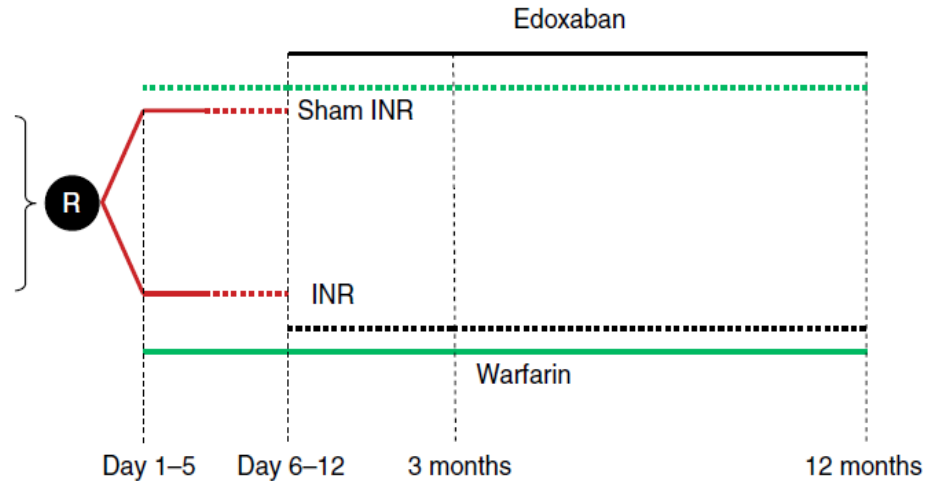 Edoxaban
Sham INR
R
INR
Warfarin
Day 1–5 Day 6–12 3 months 12 months